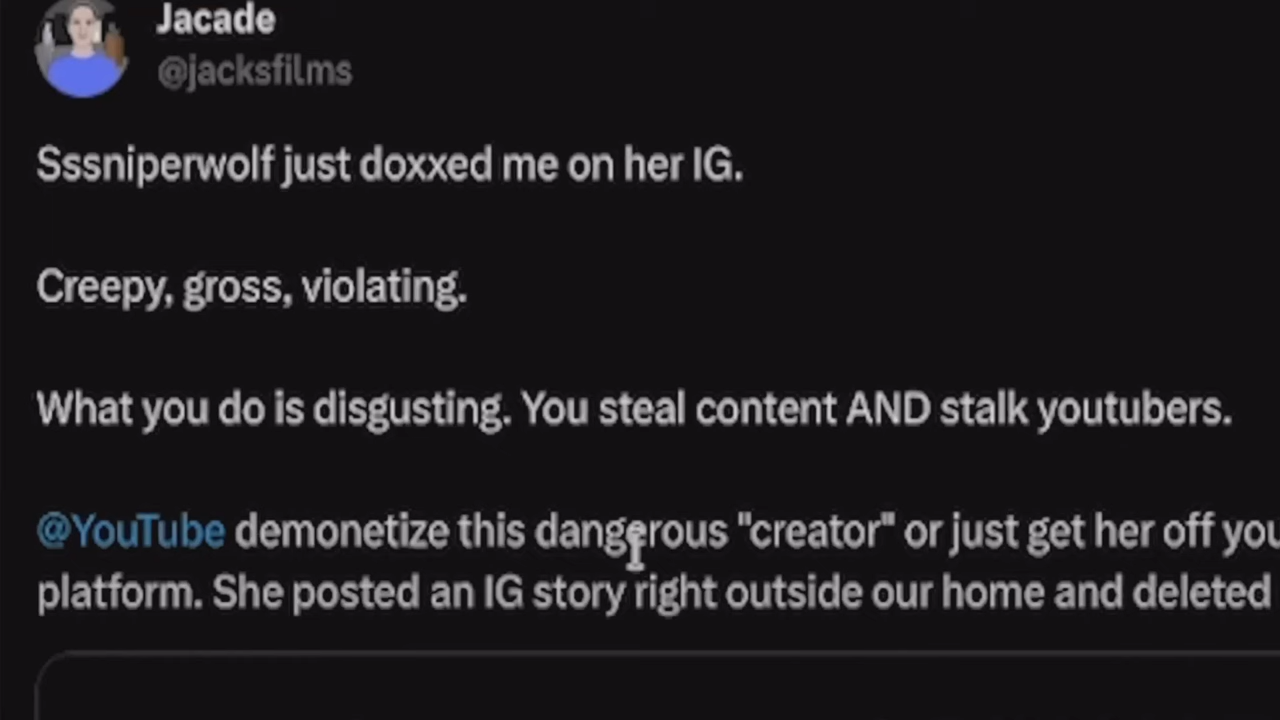 Jacade
@jacksfilms
Sssniperwolf just doxxed me on her IG.
Creepy, gross, violating.
What you do is disgusting. You steal content AND stalk youtubers.
@YouTube demonetize this dangerous "creator" or just get her off you
platform. She posted an IG story right outside our home and deleted